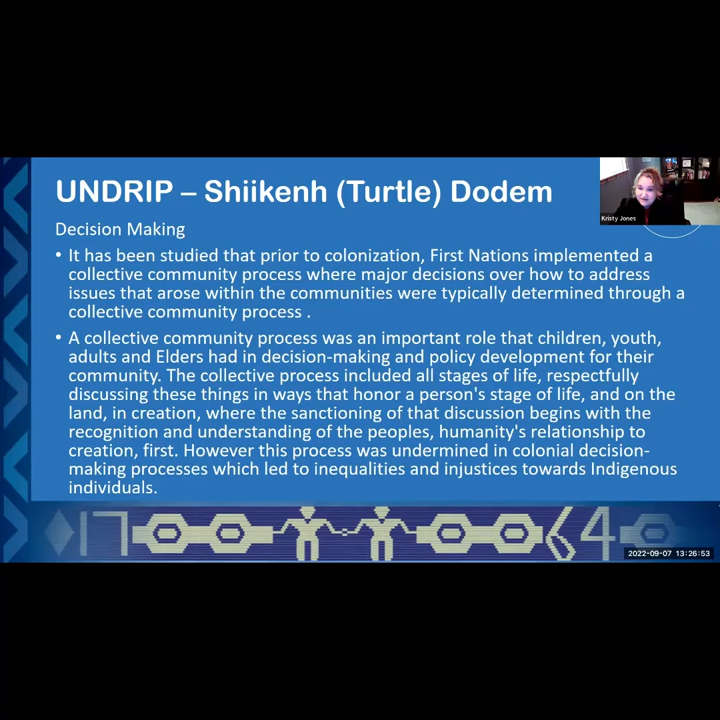 UNDRIP – Shiikenh (Turtle) Dodem
Kristy Jones
Decision Making
• It has been studied that prior to colonization, First Nations implemented a
collective community process where major decisions over how to address
issues that arose within the communities were typically determined through a
collective community process .
• A collective community process was an important role that children, youth,
adults and Elders had in decision-making and policy development for their
community. The collective process included all stages of life, respectfully
discussing these things in ways that honor a person's stage of life, and on the
land, in creation, where the sanctioning of that discussion begins with the
recognition and understanding of the peoples, humanity's relationship to
creation, first. However this process was undermined in colonial decision-
making processes which led to inequalities and injustices towards Indigenous
individuals.
17 64
2022-09-07 13:26:53